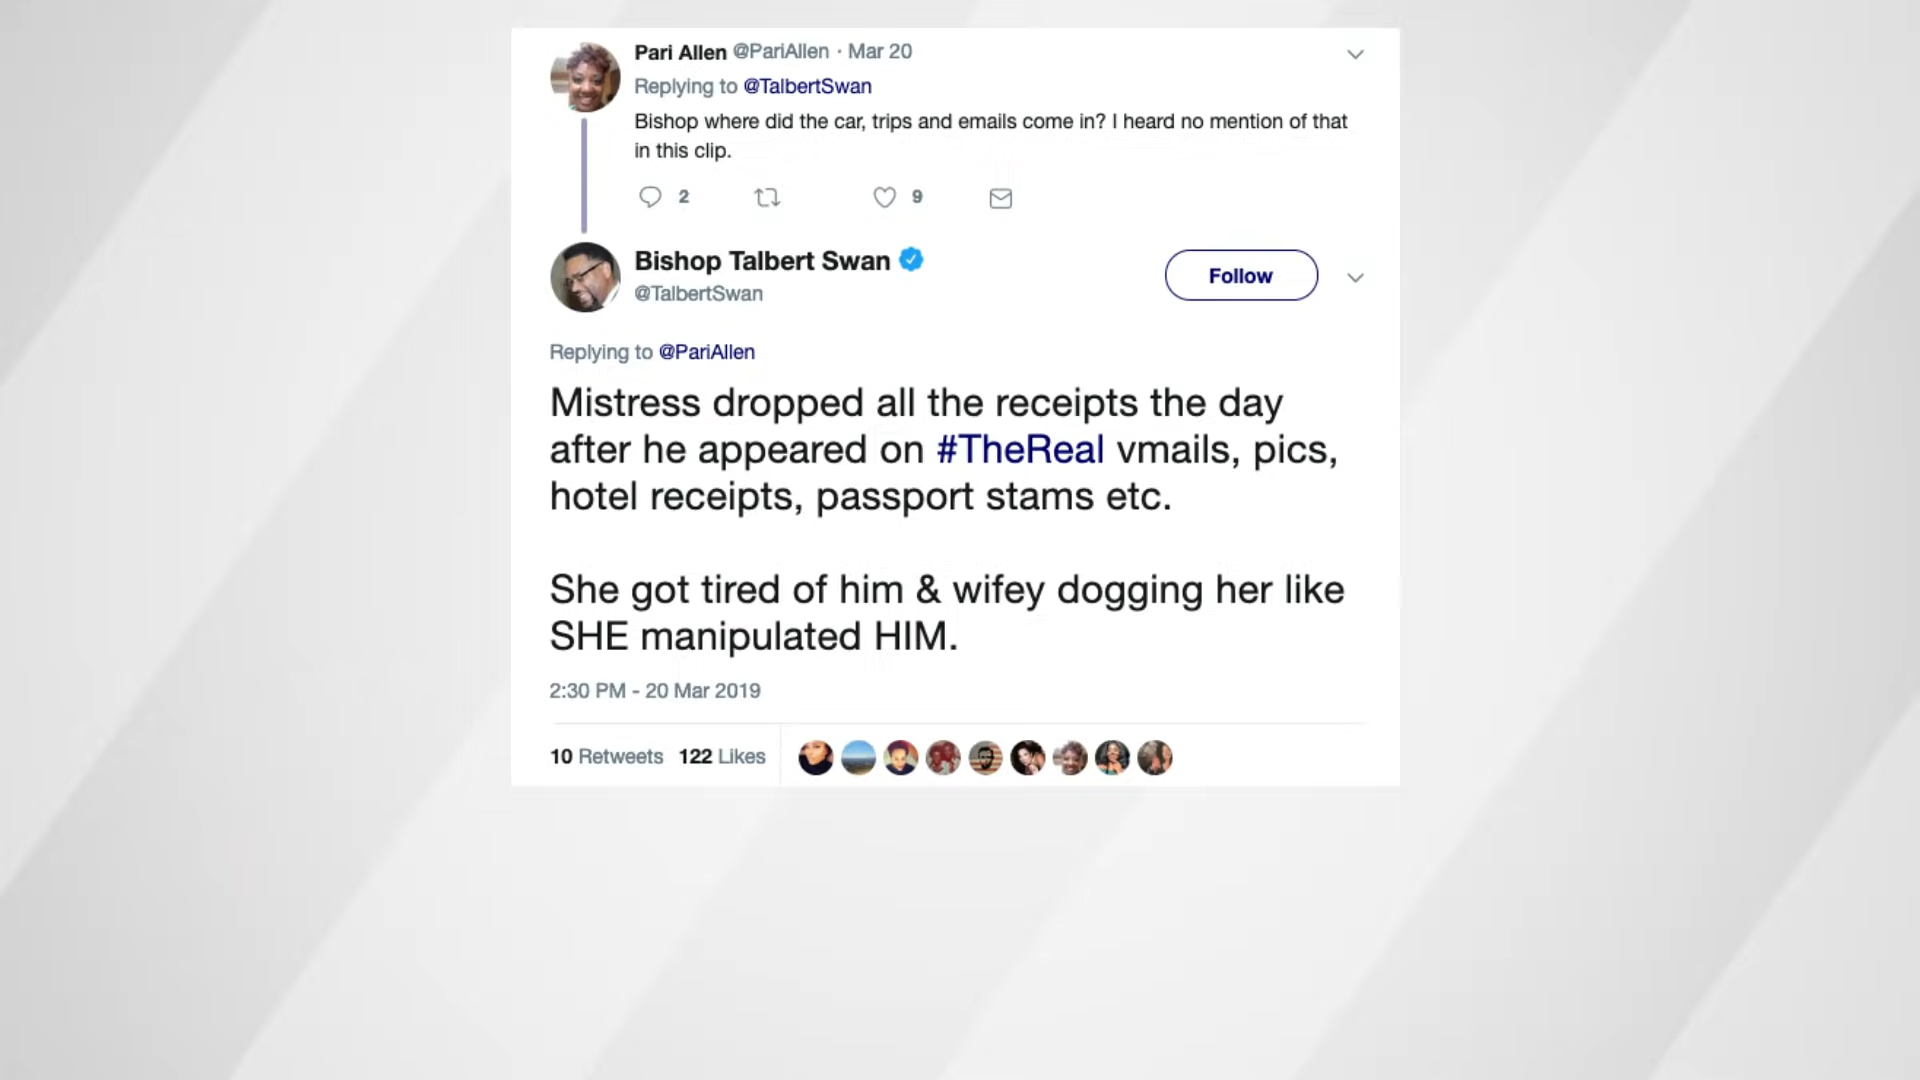 Pari Allen @PariAllen · Mar 20
Replying to @TalbertSwan
Bishop where did the car, trips and emails come in? I heard no mention of that
in this clip.
2 9
Bishop Talbert Swan
@TalbertSwan
Follow
Replying to @PariAllen
Mistress dropped all the receipts the day
after he appeared on #TheReal vmails, pics,
hotel receipts, passport stams etc.
She got tired of him & wifey dogging her like
SHE manipulated HIM.
2:30 PM - 20 Mar 2019
10 Retweets 122 Likes